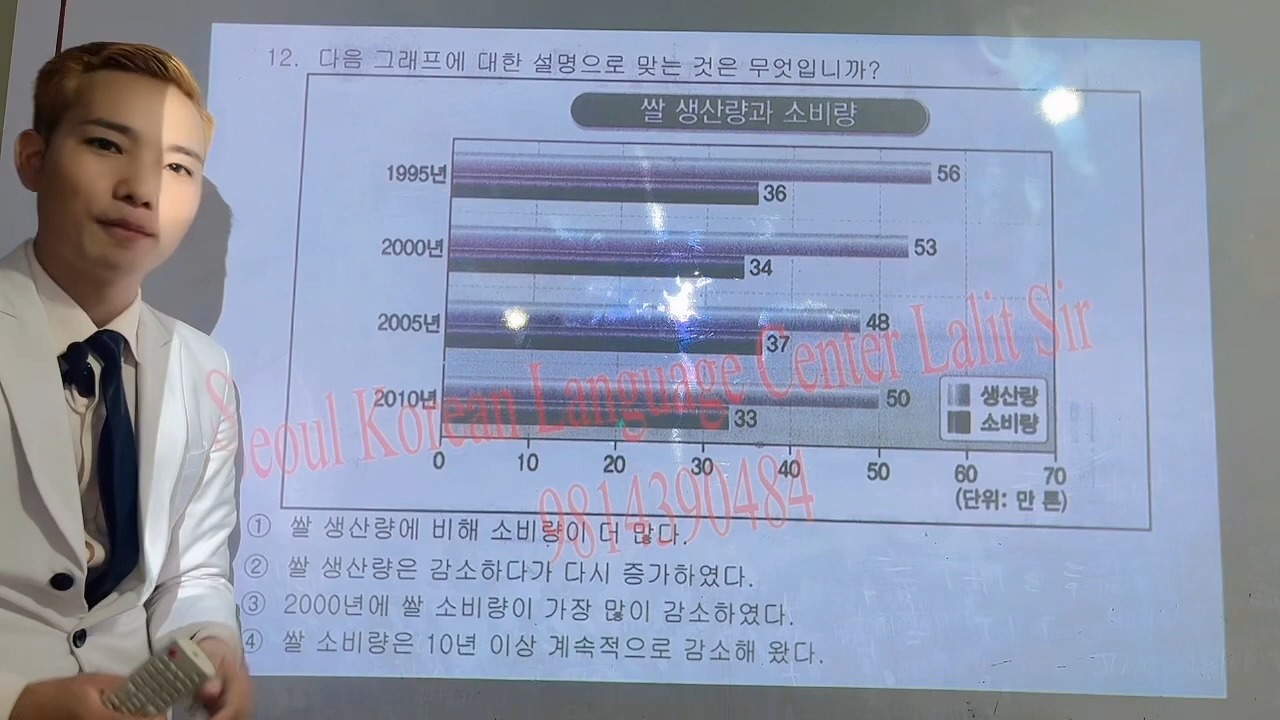 12. 다음 그래프에 대한 설명으로 맞는 것은 무엇입니까?
쌀 생산량과 소비량
1995년 56
36
2000년 53
34
2005년 48
37
2010년 50
33
생산량
소비량
0 10 20 30 40 50 60 70
(단위: 만 톤)
Seoul Korean Language Center Lalit Sir
9814390484
① 쌀 생산량에 비해 소비량이 더 많다.
② 쌀 생산량은 감소하다가 다시 증가하였다.
③ 2000년에 쌀 소비량이 가장 많이 감소하였다.
④ 쌀 소비량은 10년 이상 계속적으로 감소해 왔다.